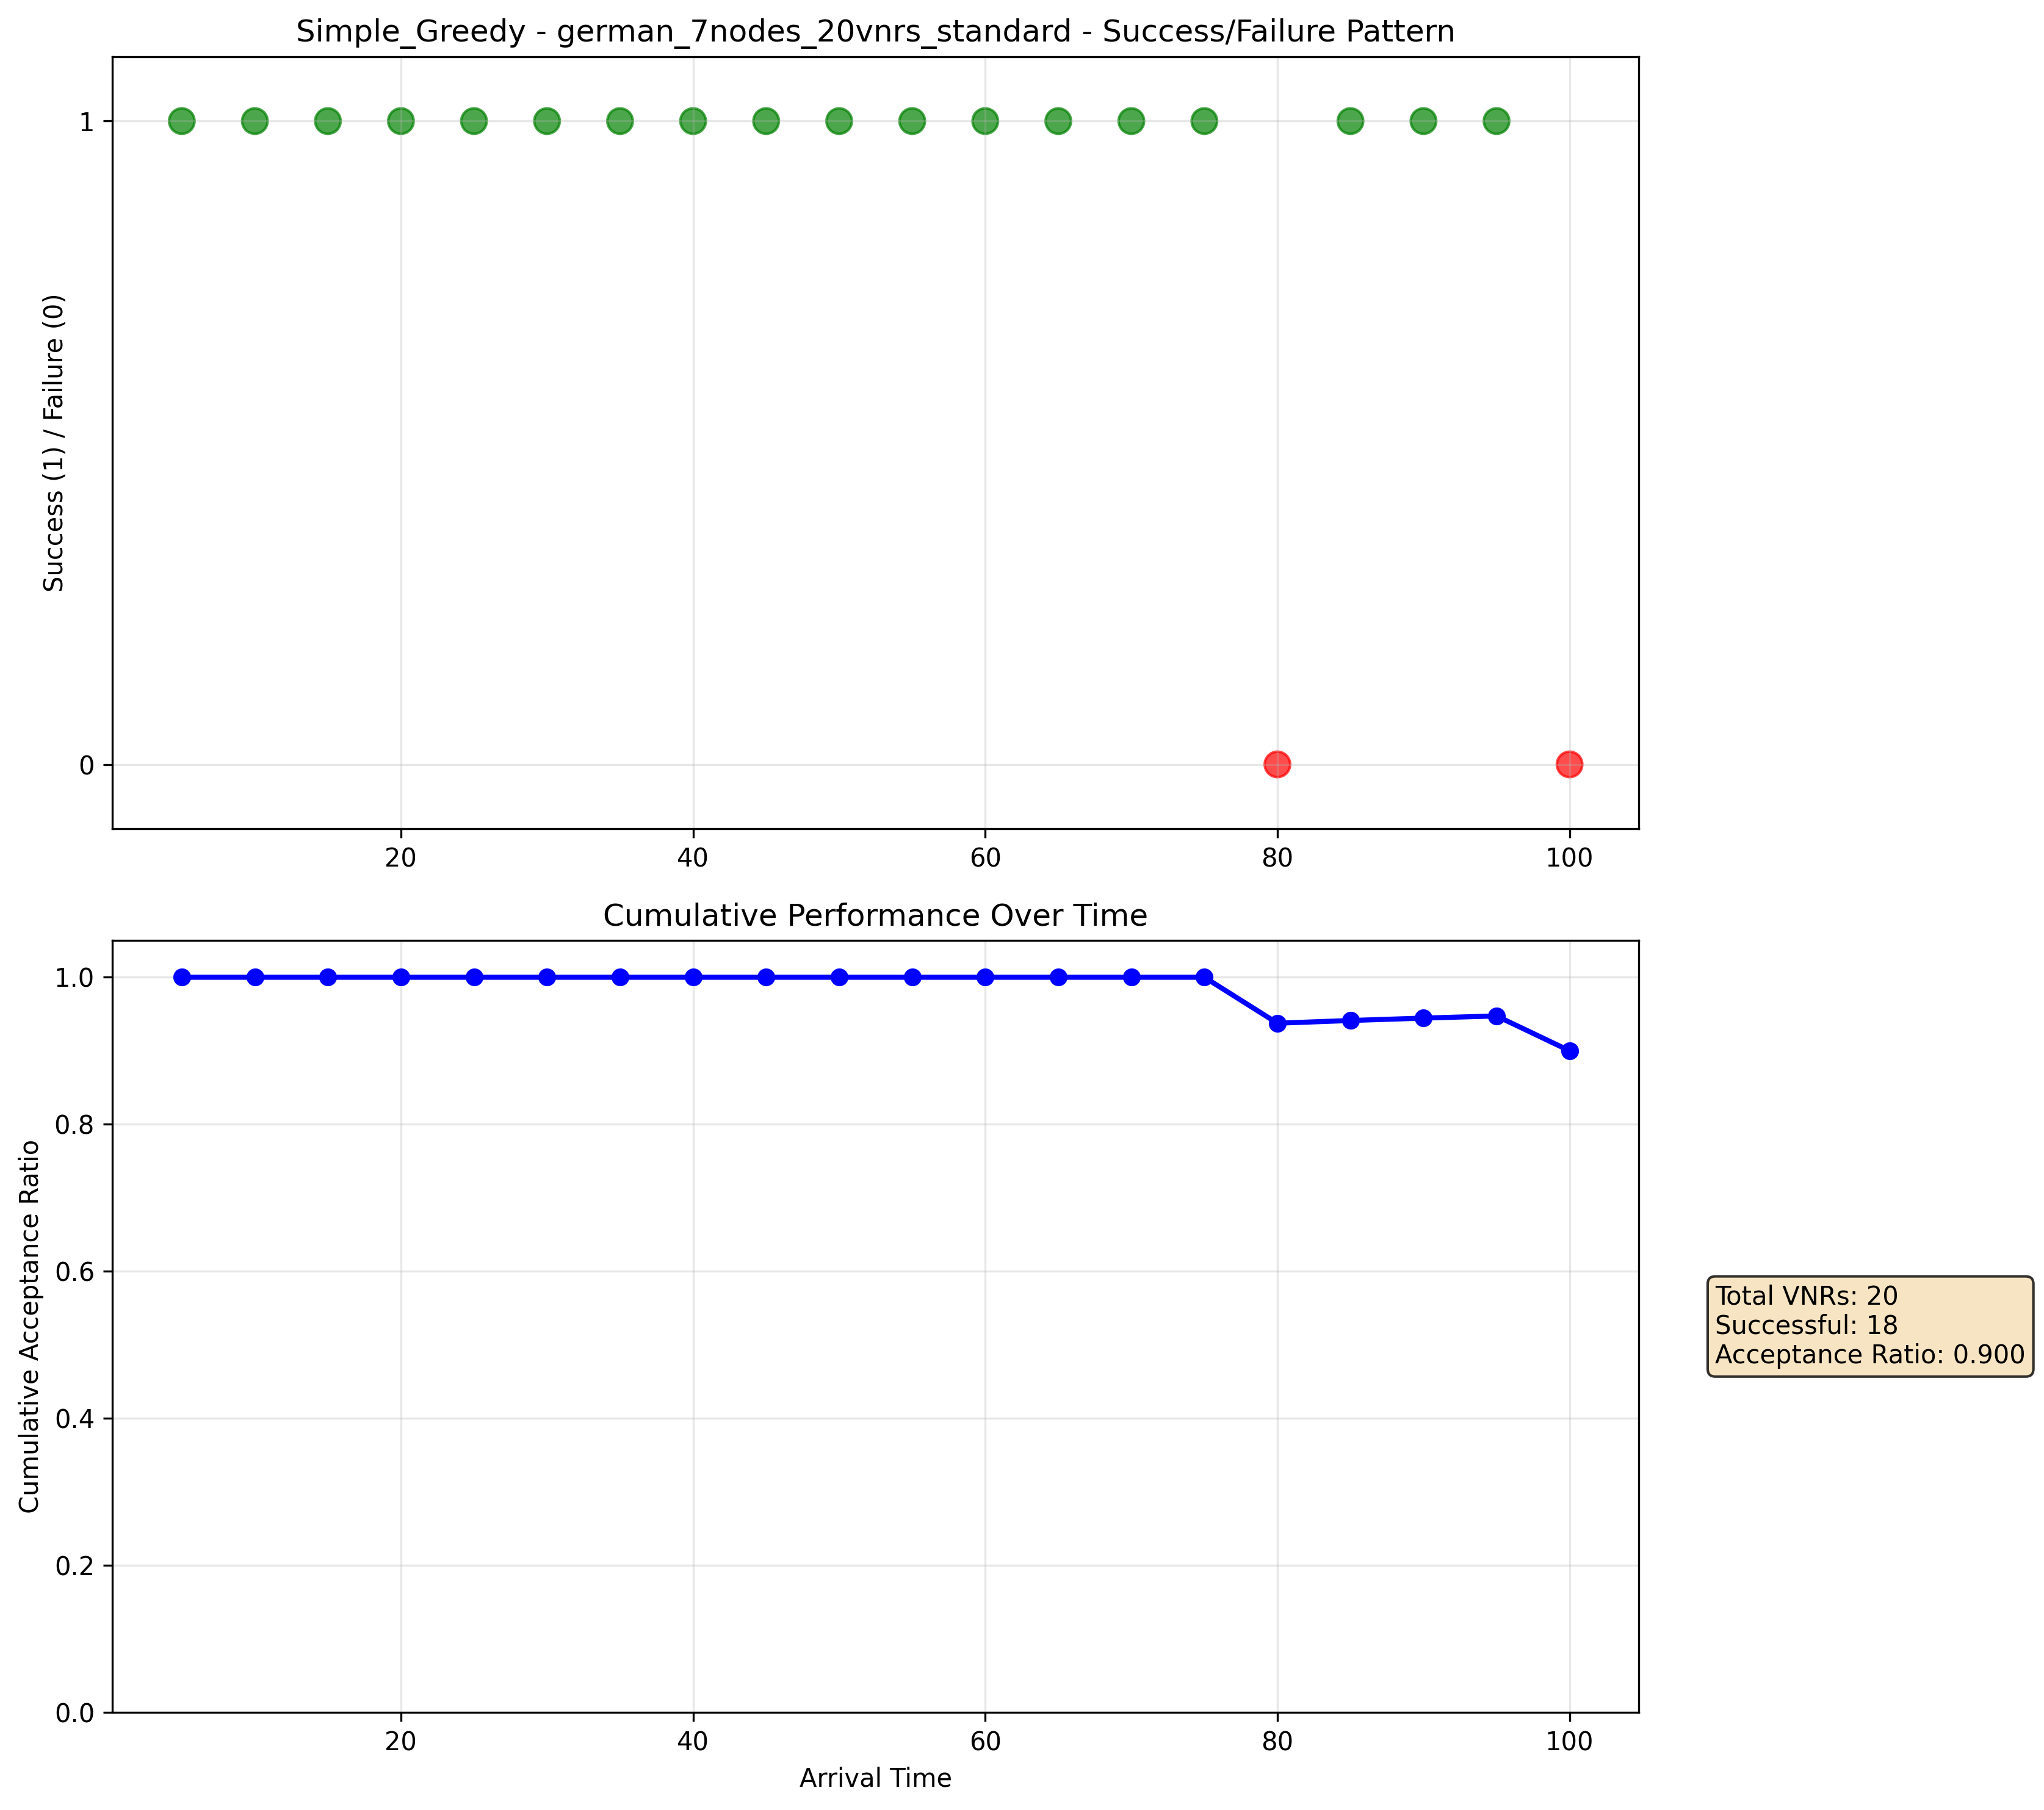 Simple_Greedy - german_7nodes_20vnrs_standard - Success/Failure Pattern
Success (1) / Failure (0)
1
0
20 40 60 80 100
Cumulative Performance Over Time
Cumulative Acceptance Ratio
1.0
0.8
0.6
0.4
0.2
0.0
20 40 60 80 100
Arrival Time
Total VNRs: 20
Successful: 18
Acceptance Ratio: 0.900